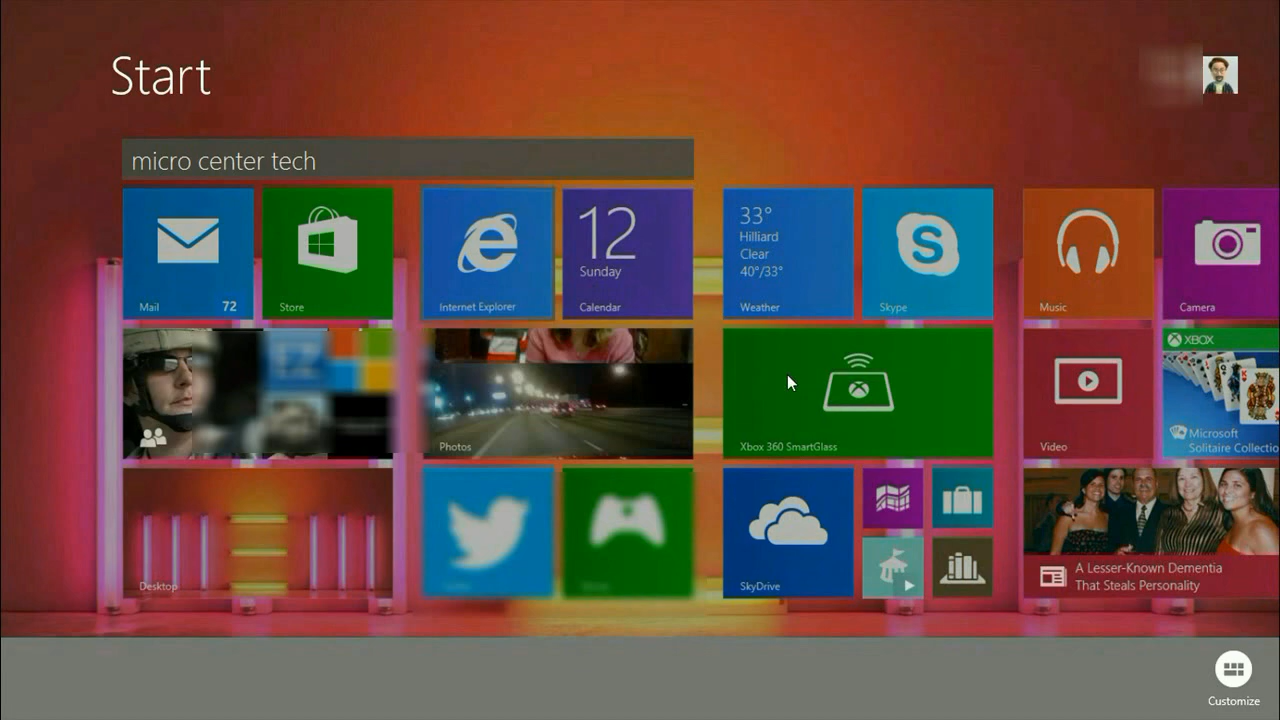 Start
micro center tech
Mail
72
Store
Internet Explorer
12
Sunday
Calendar
33°
Hilliard
Clear
40°/33°
Weather
Skype
Music
Camera
Photos
Xbox 360 SmartGlass
Video
XBOX
Microsoft
Solitaire Collectio
Desktop
SkyDrive
A Lesser-Known Dementia
That Steals Personality
Customize